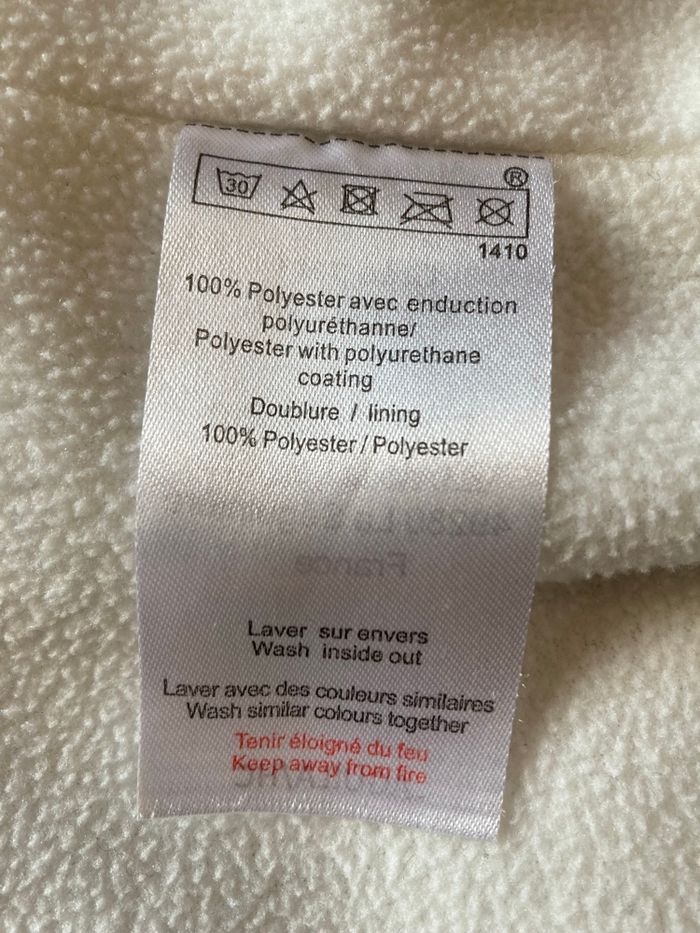 30
®
1410
100% Polyester avec enduction
polyuréthanne/
Polyester with polyurethane
coating
Doublure / lining
100% Polyester / Polyester
France
Laver sur envers
Wash inside out
Laver avec des couleurs similaires
Wash similar colours together
Tenir éloigné du feu
Keep away from fire